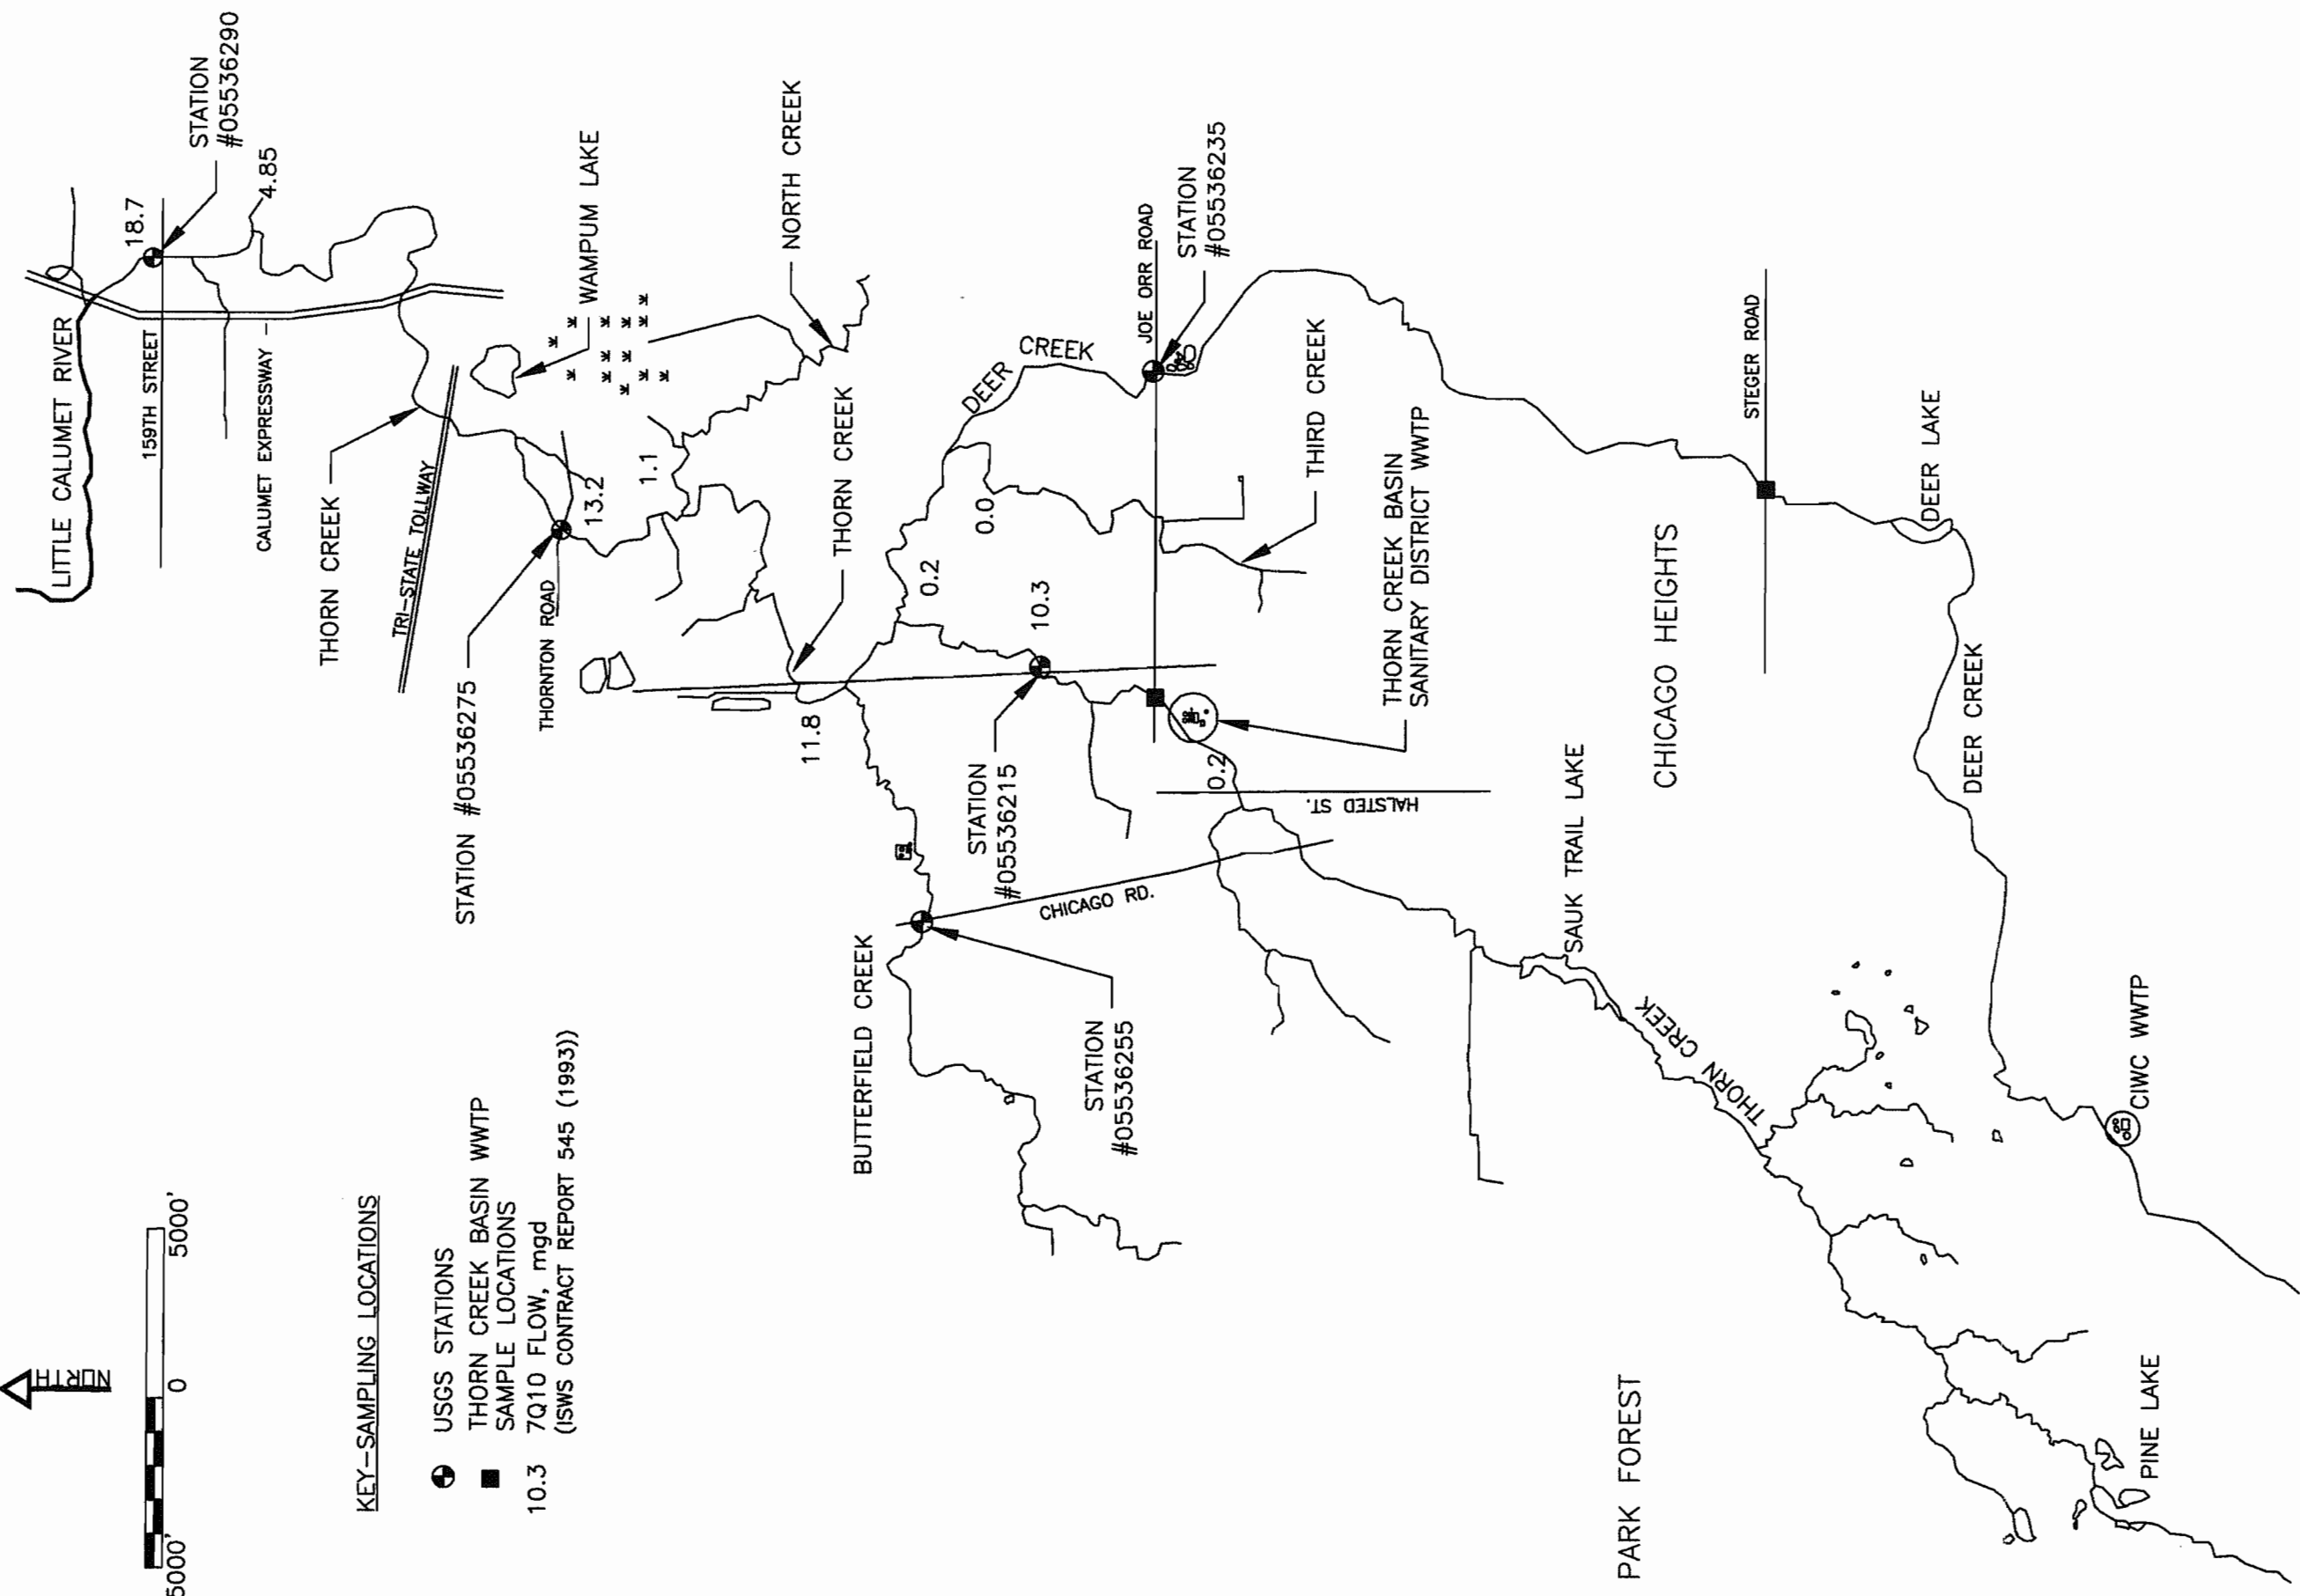 NORTH
5000'
0
5000'
KEY-SAMPLING LOCATIONS
USGS STATIONS
THORN CREEK BASIN WWTP
SAMPLE LOCATIONS
10.3 7Q10 FLOW, mgd
(ISWS CONTRACT REPORT 545 (1993))
LITTLE CALUMET RIVER
18.7
STATION
#05536290
159TH STREET
4.85
CALUMET EXPRESSWAY
THORN CREEK
TRI-STATE TOLLWAY
WAMPUM LAKE
STATION #05536275
THORNTON ROAD
13.2
1.1
NORTH CREEK
THORN CREEK
11.8
BUTTERFIELD CREEK
0.2
DEER
CREEK
0.0
STATION
#05536215
10.3
CHICAGO RD.
STATION
#05536255
JOE ORR ROAD
STATION
#05536235
0.2
HALSTED ST.
THIRD CREEK
THORN CREEK BASIN
SANITARY DISTRICT WWTP
SAUK TRAIL LAKE
THORN CREEK
CHICAGO HEIGHTS
STEGER ROAD
DEER LAKE
DEER CREEK
PARK FOREST
CIWC WWTP
PINE LAKE